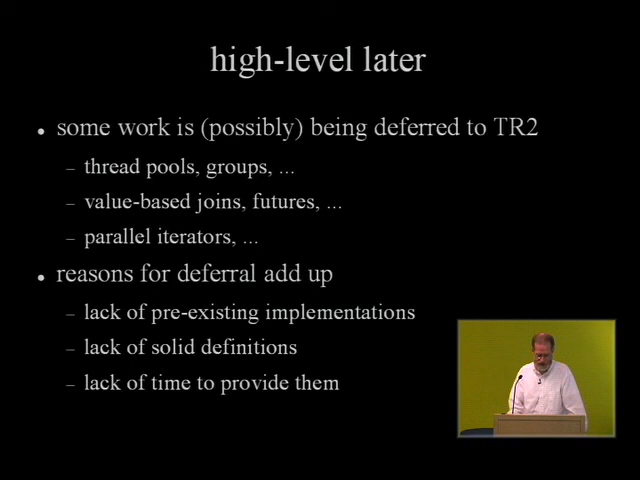 high-level later
• some work is (possibly) being deferred to TR2
– thread pools, groups, ...
– value-based joins, futures, ...
– parallel iterators, ...
• reasons for deferral add up
– lack of pre-existing implementations
– lack of solid definitions
– lack of time to provide them